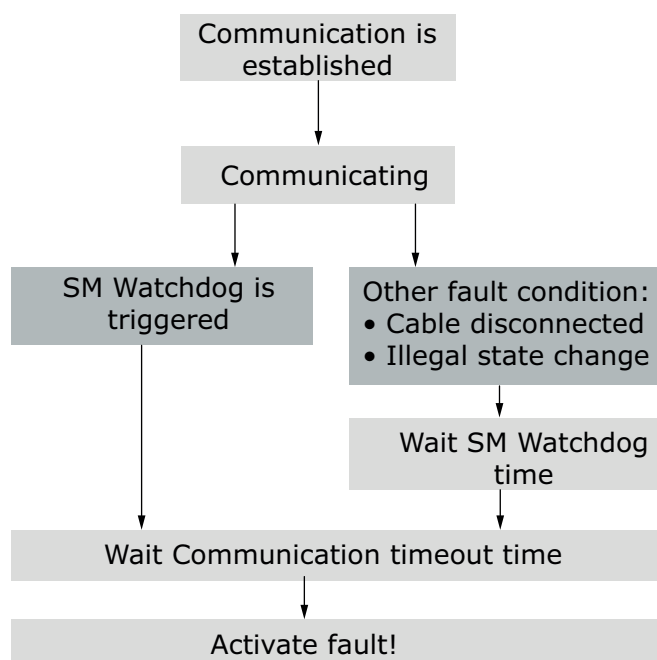 Communication is
established
Communicating
SM Watchdog is
triggered
Other fault condition:
• Cable disconnected
• Illegal state change
Wait SM Watchdog
time
Wait Communication timeout time
Activate fault!